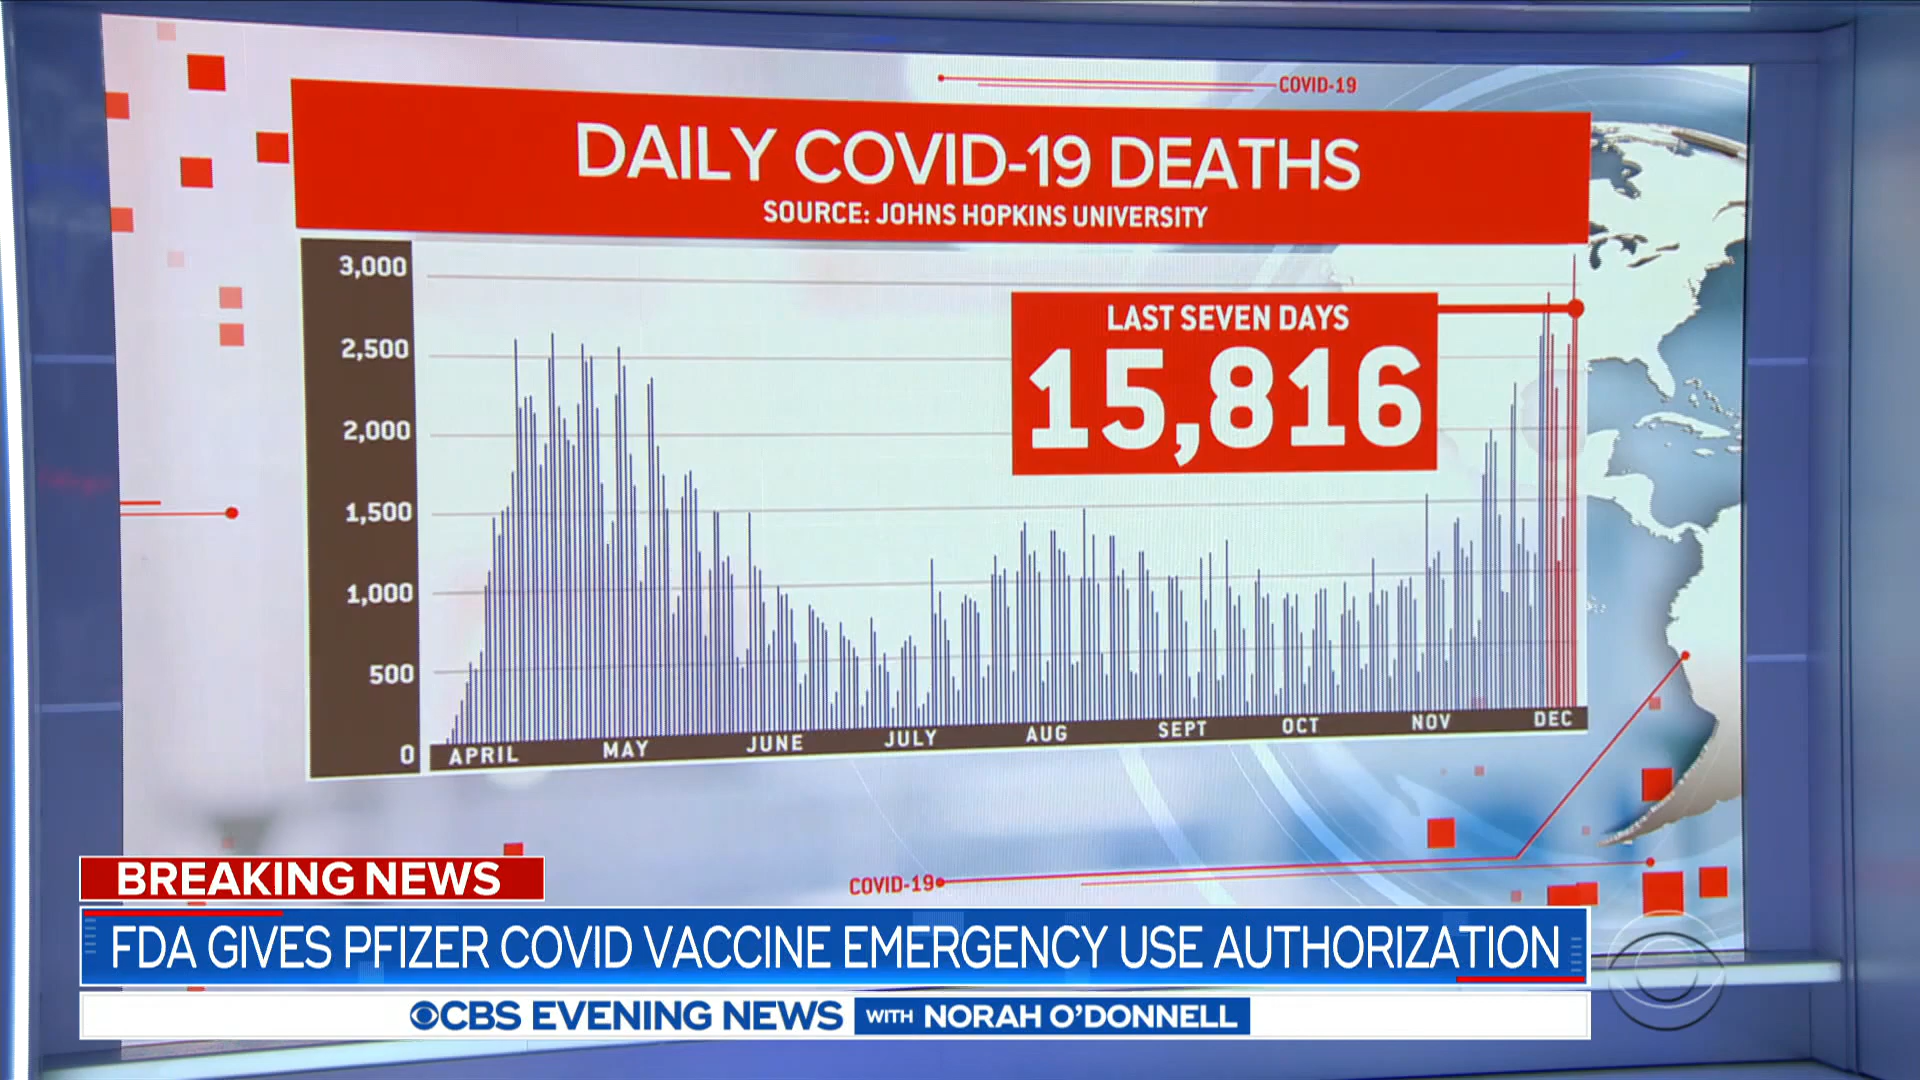 COVID-19
DAILY COVID-19 DEATHS
SOURCE: JOHNS HOPKINS UNIVERSITY
3,000
2,500
2,000
1,500
1,000
500
0
LAST SEVEN DAYS
15,816
APRIL MAY JUNE JULY AUG SEPT OCT NOV DEC
COVID-19
BREAKING NEWS
FDA GIVES PFIZER COVID VACCINE EMERGENCY USE AUTHORIZATION
CBS EVENING NEWS WITH NORAH O'DONNELL